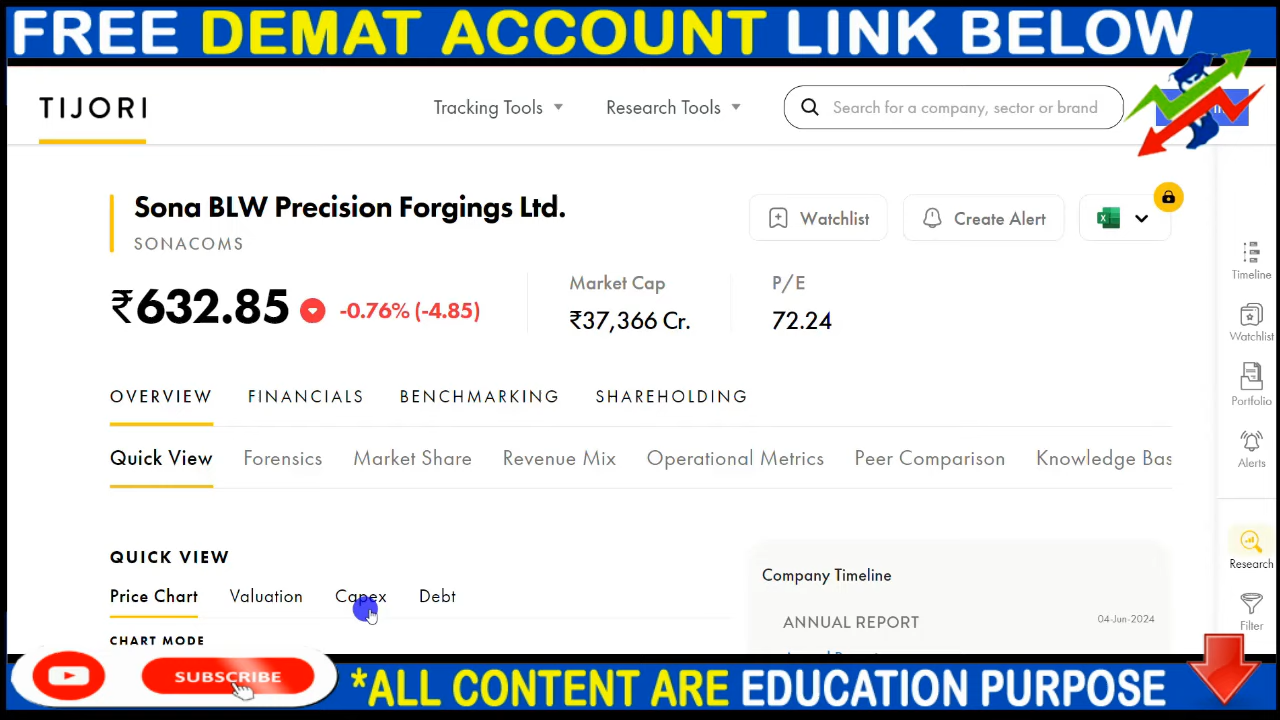 FREE DEMAT ACCOUNT LINK BELOW
TIJORI
Tracking Tools
Research Tools
Search for a company, sector or brand
Sona BLW Precision Forgings Ltd.
SONACOMS
Watchlist
Create Alert
₹632.85
-0.76% (-4.85)
Market Cap
₹37,366 Cr.
P/E
72.24
Timeline
Watchlist
Portfolio
Alerts
Research
Filter
OVERVIEW
FINANCIALS
BENCHMARKING
SHAREHOLDING
Quick View
Forensics
Market Share
Revenue Mix
Operational Metrics
Peer Comparison
Knowledge Bas
QUICK VIEW
Price Chart
Valuation
Capex
Debt
CHART MODE
Company Timeline
ANNUAL REPORT
04-Jun-2024
SUBSCRIBE
*ALL CONTENT ARE EDUCATION PURPOSE